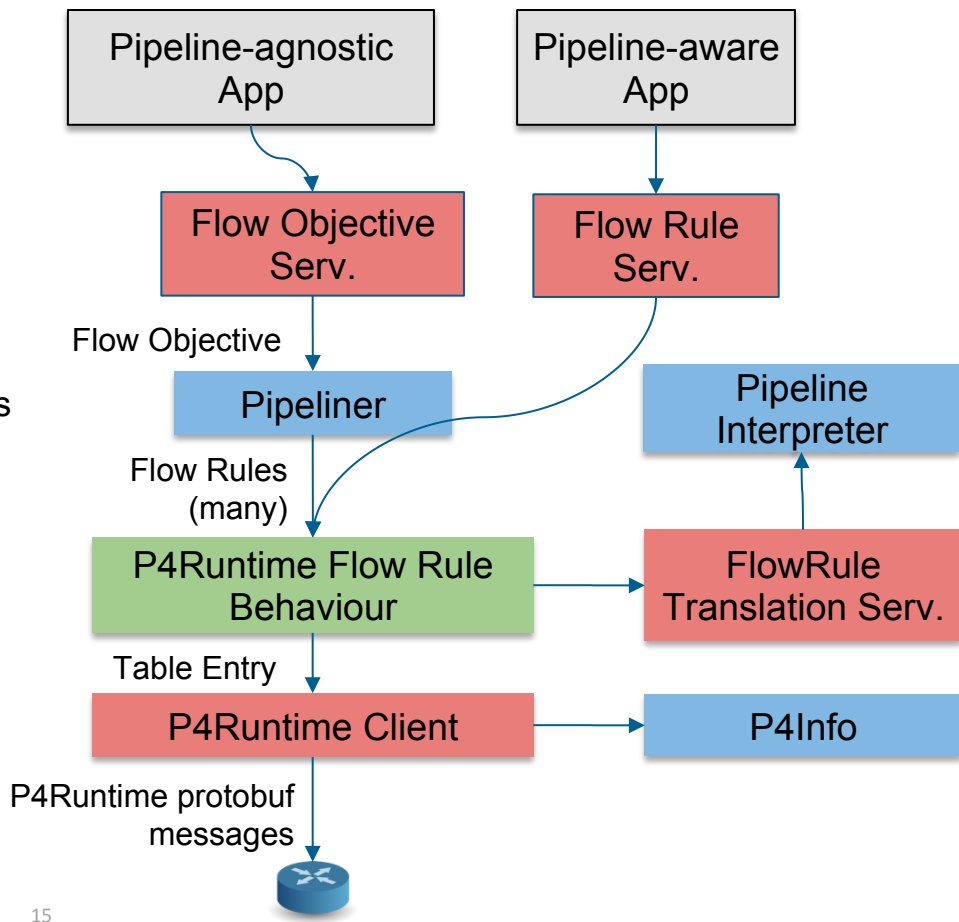 Pipeline-agnostic
App
Pipeline-aware
App
Flow Objective
Serv.
Flow Rule
Serv.
Flow Objective
Pipeliner
s
Pipeline
Interpreter
Flow Rules
(many)
P4Runtime Flow Rule
Behaviour
FlowRule
Translation Serv.
Table Entry
P4Runtime Client
P4Info
P4Runtime protobuf
messages
15